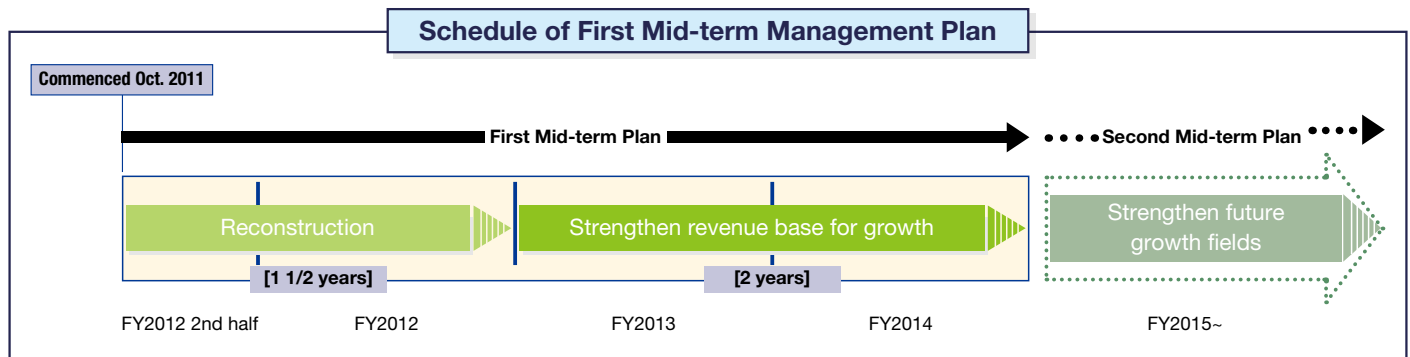 Schedule of First Mid-term Management Plan
Commenced Oct. 2011
First Mid-term Plan
Second Mid-term Plan
Reconstruction
Strengthen revenue base for growth
Strengthen future
growth fields
[1 1/2 years]
[2 years]
FY2012 2nd half
FY2012
FY2013
FY2014
FY2015~